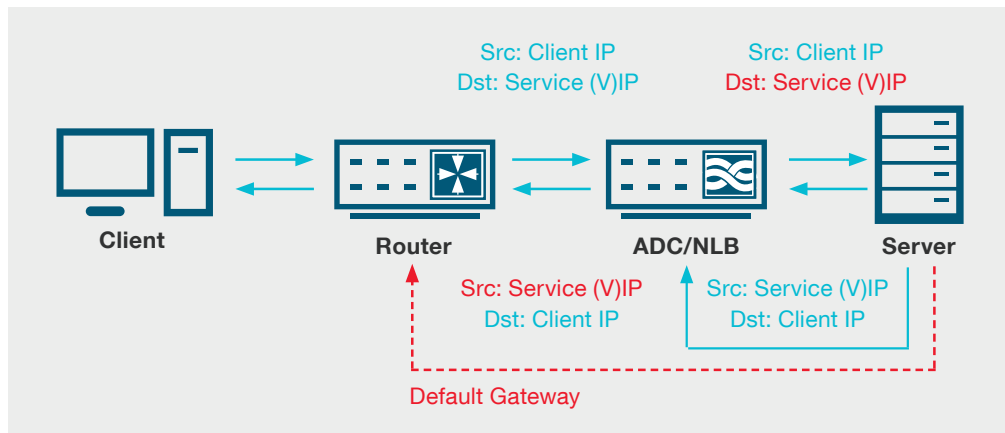 Src: Client IP
Dst: Service (V)IP
Src: Client IP
Dst: Service (V)IP
Client
Router
ADC/NLB
Server
Src: Service (V)IP
Dst: Client IP
Src: Service (V)IP
Dst: Client IP
Default Gateway